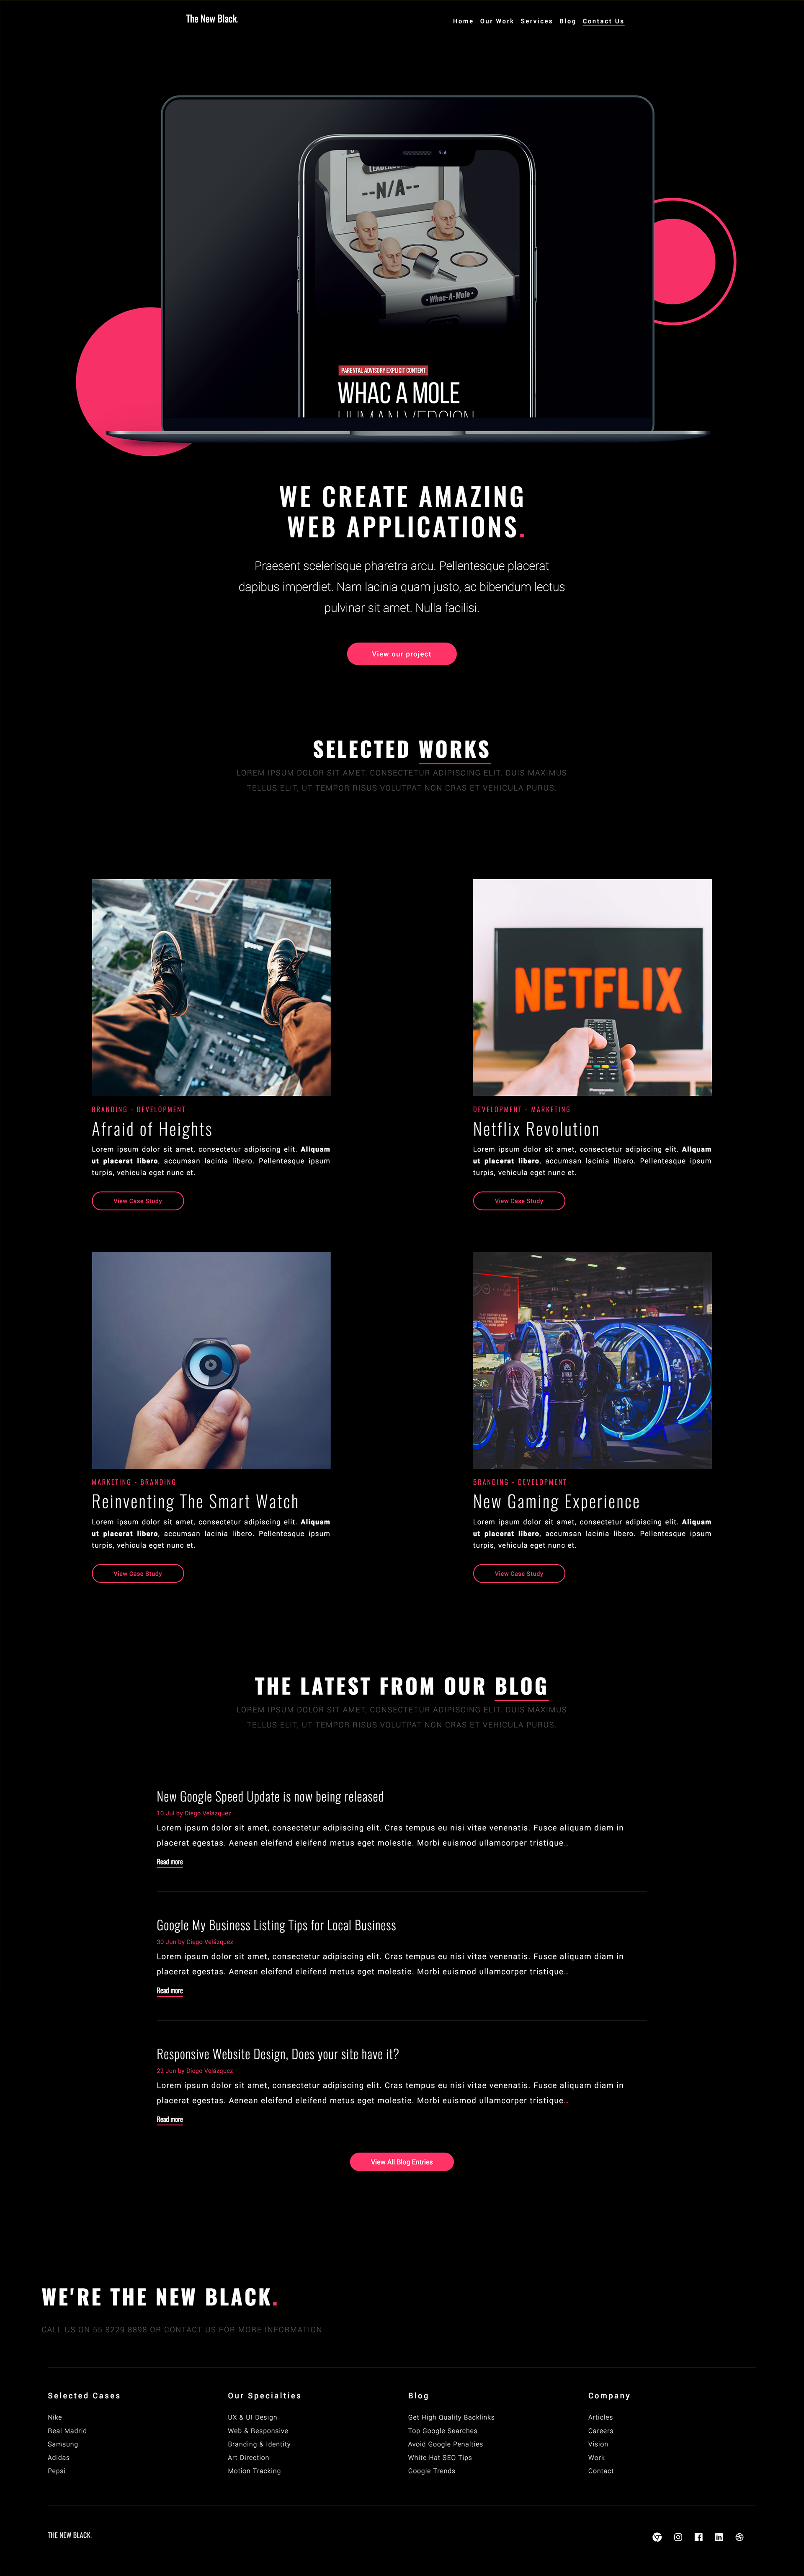 The New Black.
Home Our Work Services Blog Contact Us
LEADERBOARD
--N/A--
•Whac-A-Mole•
PARENTAL ADVISORY EXPLICIT CONTENT
WHAC A MOLE
HUMAN VERSION
WE CREATE AMAZING
WEB APPLICATIONS.
Praesent scelerisque pharetra arcu. Pellentesque placerat
dapibus imperdiet. Nam lacinia quam justo, ac bibendum lectus
pulvinar sit amet. Nulla facilisi.
View our project
SELECTED WORKS
LOREM IPSUM DOLOR SIT AMET, CONSECTETUR ADIPISCING ELIT. DUIS MAXIMUS
TELLUS ELIT, UT TEMPOR RISUS VOLUTPAT NON CRAS ET VEHICULA PURUS.
NETFLIX
Panasonic
BRANDING - DEVELOPMENT
Afraid of Heights
Lorem ipsum dolor sit amet, consectetur adipiscing elit. Aliquam
ut placerat libero, accumsan lacinia libero. Pellentesque ipsum
turpis, vehicula eget nunc et.
View Case Study
DEVELOPMENT - MARKETING
Netflix Revolution
Lorem ipsum dolor sit amet, consectetur adipiscing elit. Aliquam
ut placerat libero, accumsan lacinia libero. Pellentesque ipsum
turpis, vehicula eget nunc et.
View Case Study
MARKETING - BRANDING
Reinventing The Smart Watch
Lorem ipsum dolor sit amet, consectetur adipiscing elit. Aliquam
ut placerat libero, accumsan lacinia libero. Pellentesque ipsum
turpis, vehicula eget nunc et.
View Case Study
BRANDING - DEVELOPMENT
New Gaming Experience
Lorem ipsum dolor sit amet, consectetur adipiscing elit. Aliquam
ut placerat libero, accumsan lacinia libero. Pellentesque ipsum
turpis, vehicula eget nunc et.
View Case Study
THE LATEST FROM OUR BLOG
LOREM IPSUM DOLOR SIT AMET, CONSECTETUR ADIPISCING ELIT. DUIS MAXIMUS
TELLUS ELIT, UT TEMPOR RISUS VOLUTPAT NON CRAS ET VEHICULA PURUS.
New Google Speed Update is now being released
10 Jul by Diego Velázquez
Lorem ipsum dolor sit amet, consectetur adipiscing elit. Cras tempus eu nisi vitae venenatis. Fusce aliquam diam in
placerat egestas. Aenean eleifend eleifend metus eget molestie. Morbi euismod ullamcorper tristique...
Read more
Google My Business Listing Tips for Local Business
30 Jun by Diego Velázquez
Lorem ipsum dolor sit amet, consectetur adipiscing elit. Cras tempus eu nisi vitae venenatis. Fusce aliquam diam in
placerat egestas. Aenean eleifend eleifend metus eget molestie. Morbi euismod ullamcorper tristique...
Read more
Responsive Website Design, Does your site have it?
22 Jun by Diego Velázquez
Lorem ipsum dolor sit amet, consectetur adipiscing elit. Cras tempus eu nisi vitae venenatis. Fusce aliquam diam in
placerat egestas. Aenean eleifend eleifend metus eget molestie. Morbi euismod ullamcorper tristique...
Read more
View All Blog Entries
WE'RE THE NEW BLACK.
CALL US ON 55 8229 8898 OR CONTACT US FOR MORE INFORMATION
Selected Cases
Nike
Real Madrid
Samsung
Adidas
Pepsi
Our Specialties
UX & UI Design
Web & Responsive
Branding & Identity
Art Direction
Motion Tracking
Blog
Get High Quality Backlinks
Top Google Searches
Avoid Google Penalties
White Hat SEO Tips
Google Trends
Company
Articles
Careers
Vision
Work
Contact
THE NEW BLACK.